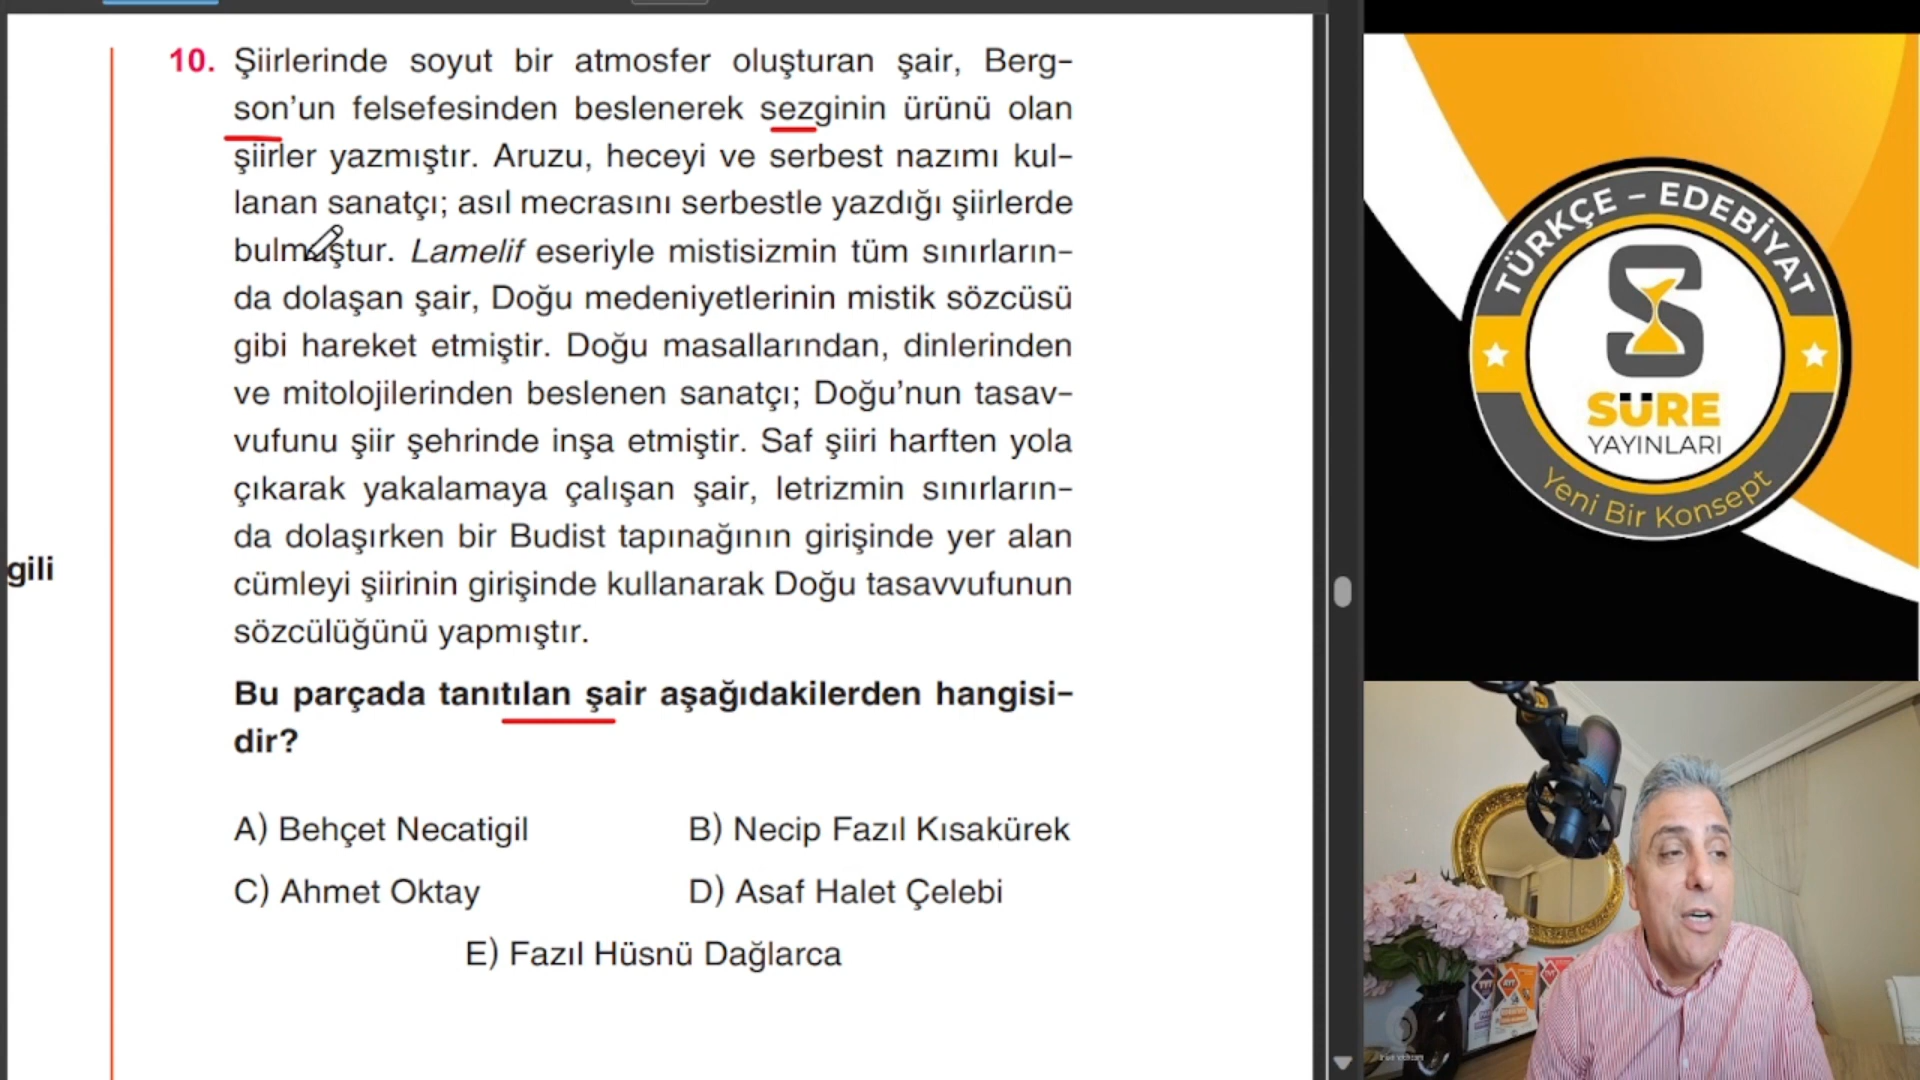 10. Şiirlerinde soyut bir atmosfer oluşturan şair, Berg-
son’un felsefesinden beslenerek sezginin ürünü olan
şiirler yazmıştır. Aruzu, heceyi ve serbest nazımı kul-
lanan sanatçı; asıl mecrasını serbestle yazdığı şiirlerde
bulmuştur. Lamelif eseriyle mistisizmin tüm sınırların-
da dolaşan şair, Doğu medeniyetlerinin mistik sözcüsü
gibi hareket etmiştir. Doğu masallarından, dinlerinden
ve mitolojilerinden beslenen sanatçı; Doğu’nun tasav-
vufunu şiir şehrinde inşa etmiştir. Saf şiiri harften yola
çıkarak yakalamaya çalışan şair, letrizmin sınırların-
da dolaşırken bir Budist tapınağının girişinde yer alan
cümleyi şiirinin girişinde kullanarak Doğu tasavvufunun
sözcülüğünü yapmıştır.
Bu parçada tanıtılan şair aşağıdakilerden hangisi-
dir?
A) Behçet Necatigil
B) Necip Fazıl Kısakürek
C) Ahmet Oktay
D) Asaf Halet Çelebi
E) Fazıl Hüsnü Dağlarca
gili
TÜRKÇE – EDEBİYAT
S
SÜRE
YAYINLARI
Yeni Bir Konsept